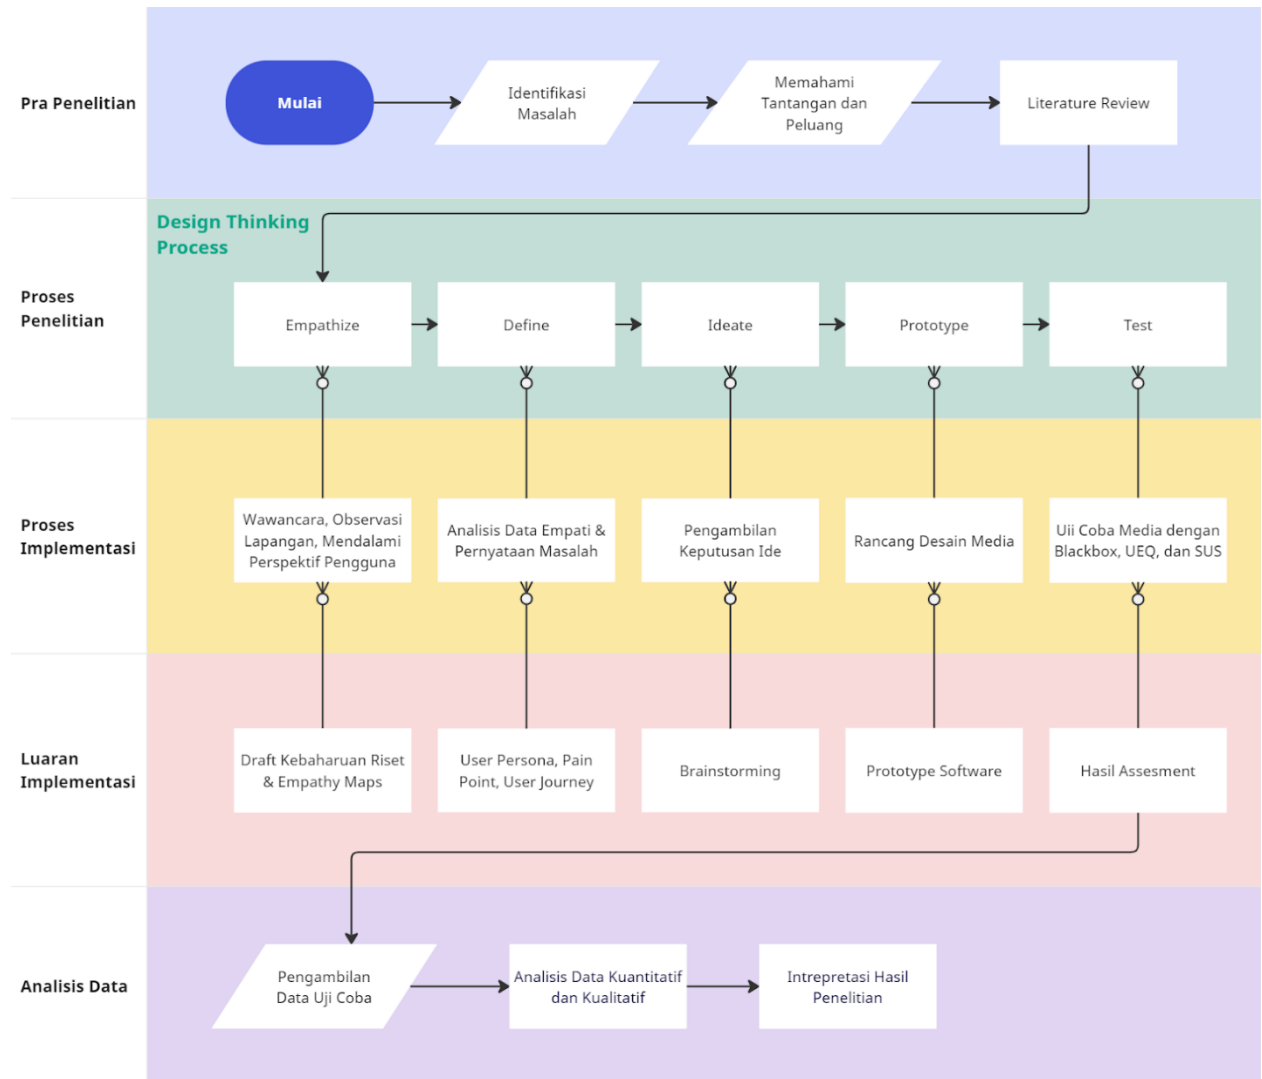 Pra Penelitian
Mulai
Identifikasi
Masalah
Memahami
Tantangan dan
Peluang
Literature Review
Design Thinking
Process
Proses
Penelitian
Empathize
Define
Ideate
Prototype
Test
Proses
Implementasi
Wawancara, Observasi
Lapangan, Mendalami
Perspektif Pengguna
Analisis Data Empati &
Pernyataan Masalah
Pengambilan
Keputusan Ide
Rancang Desain Media
Uii Coba Media dengan
Blackbox, UEQ, dan SUS
Luaran
Implementasi
Draft Kebaharuan Riset
& Empathy Maps
User Persona, Pain
Point, User Journey
Brainstorming
Prototype Software
Hasil Assesment
Analisis Data
Pengambilan
Data Uji Coba
Analisis Data Kuantitatif
dan Kualitatif
Intrepretasi Hasil
Penelitian